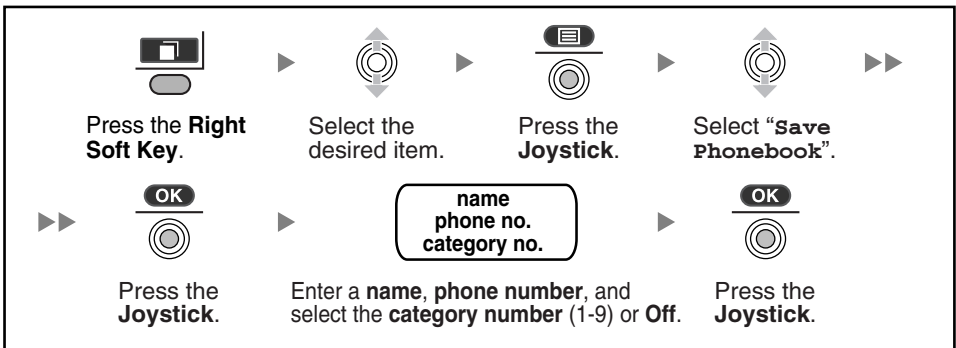 Press the Right
Soft Key.
Select the
desired item.
Press the
Joystick.
Select “Save
Phonebook”.
OK
Press the
Joystick.
name
phone no.
category no.
Enter a name, phone number, and
select the category number (1-9) or Off.
OK
Press the
Joystick.